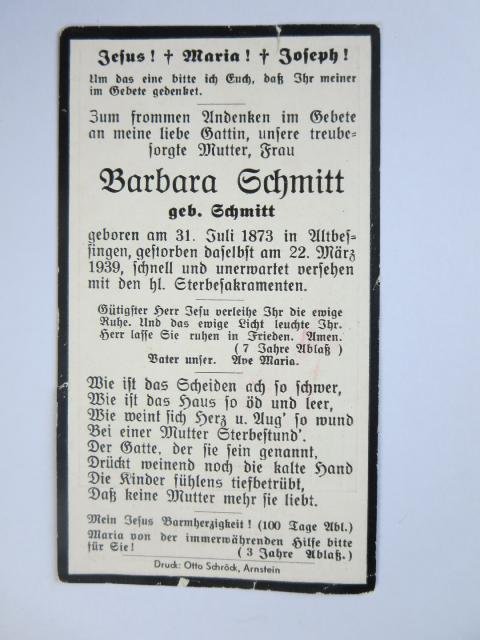 Jesus! † Maria! † Joseph!
Um das eine bitte ich Euch, daß Ihr meiner
im Gebete gedenket.
Zum frommen Andenken im Gebete
an meine liebe Gattin, unsere treube=
sorgte Mutter, Frau
Barbara Schmitt
geb. Schmitt
geboren am 31. Juli 1873 in Altbes=
singen, gestorben daselbst am 22. März
1939, schnell und unerwartet versehen
mit den hl. Sterbesakramenten.
Gütigster Herr Jesu verleihe Ihr die ewige
Ruhe. Und das ewige Licht leuchte Ihr.
Herr lasse Sie ruhen in Frieden. Amen.
( 7 Jahre Ablaß )
Vater unser. Ave Maria.
Wie ist das Scheiden ach so schwer,
Wie ist das Haus so öd und leer,
Wie weint sich Herz u. Aug' so wund
Bei einer Mutter Sterbestund'.
Der Gatte, der sie sein genannt,
Drückt weinend noch die kalte Hand
Die Kinder fühlens tiefbetrübt,
Daß keine Mutter mehr sie liebt.
Mein Jesus Barmherzigkeit! (100 Tage Abl.)
Maria von der immerwährenden Hilfe bitte
für Sie! ( 3 Jahre Ablaß.)
Druck: Otto Schröck, Arnstein